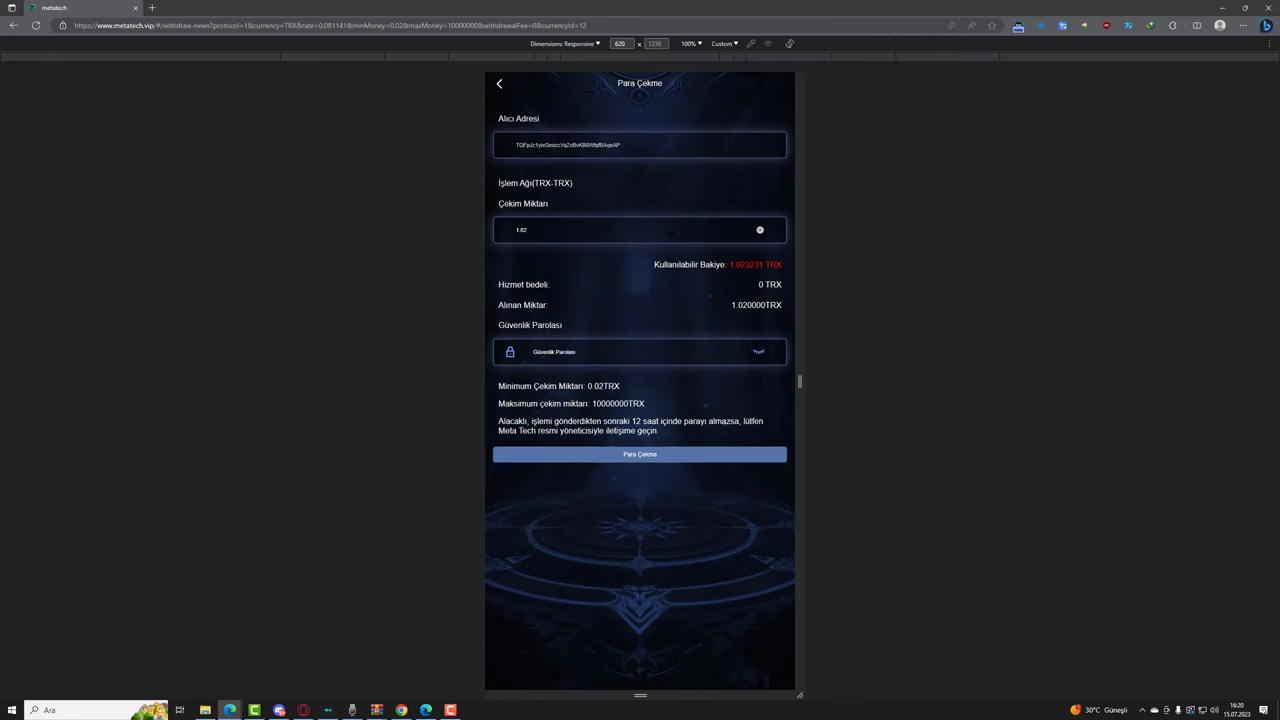 metatech
https://www.metatech.vip/#/withdraw-news?protocol=1&currency=TRX&rate=0.081141&minMoney=0.02&maxMoney=10000000&withdrawalFee=0&currencyId=12
Dimensions: Responsive 620 × 1236 100% Custom
Para Çekme
Alıcı Adresi
İşlem Ağı(TRX-TRX)
Çekim Miktarı
1.02
Kullanılabilir Bakiye: 1.023231 TRX
Hizmet bedeli: 0 TRX
Alınan Miktar: 1.020000TRX
Güvenlik Parolası
Güvenlik Parolası
Minimum Çekim Miktarı: 0.02TRX
Maksimum çekim miktarı: 10000000TRX
Alacaklı, işlemi gönderdikten sonraki 12 saat içinde parayı almazsa, lütfen
Meta Tech resmi yöneticisiyle iletişime geçin.
Para Çekme
Ara
30°C Güneşli
16:20
15.07.2023